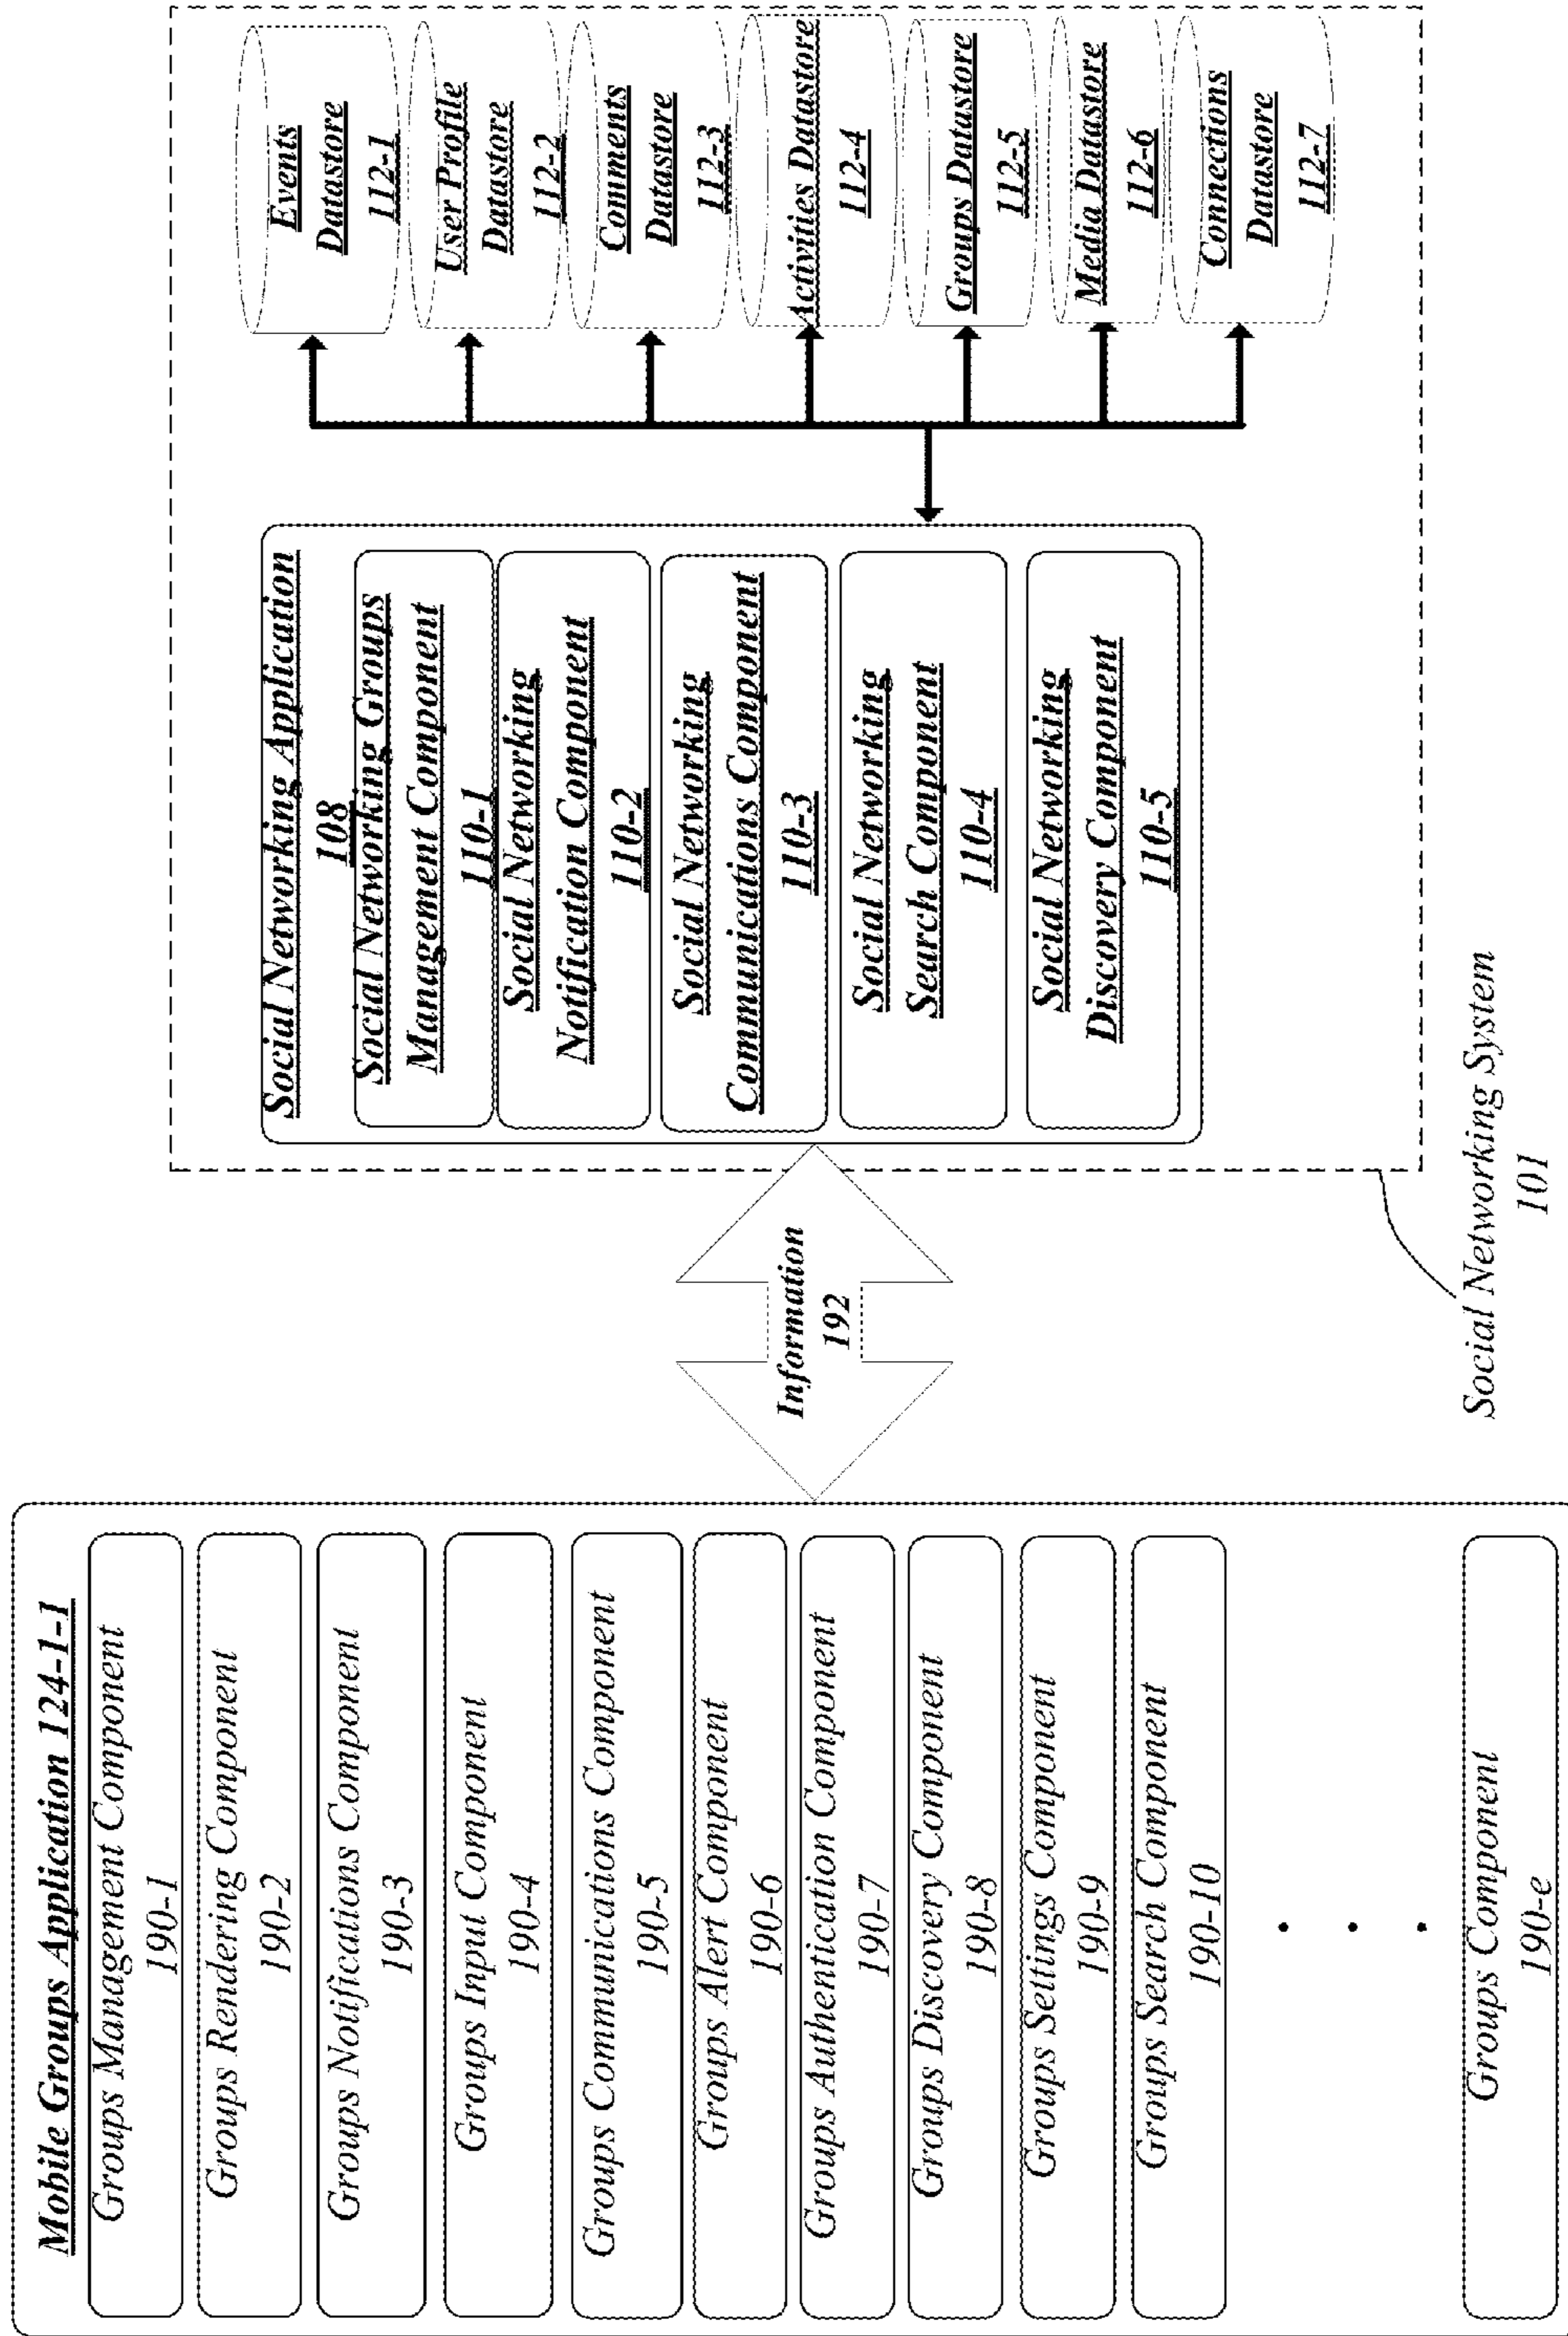 Mobile Groups Application 124-1-1
Groups Management Component
190-1
Groups Rendering Component
190-2
Groups Notifications Component
190-3
Groups Input Component
190-4
Groups Communications Component
190-5
Groups Alert Component
190-6
Groups Authentication Component
190-7
Groups Discovery Component
190-8
Groups Settings Component
190-9
Groups Search Component
190-10
Groups Component
190-e
Information
192
Social Networking Application
108
Social Networking Groups
Management Component
110-1
Social Networking
Notification Component
110-2
Social Networking
Communications Component
110-3
Social Networking
Search Component
110-4
Social Networking
Discovery Component
110-5
Events
Datastore
112-1
User Profile
Datastore
112-2
Comments
Datastore
112-3
Activities Datastore
112-4
Groups Datastore
112-5
Media Datastore
112-6
Connections
Datastore
112-7
Social Networking System
101